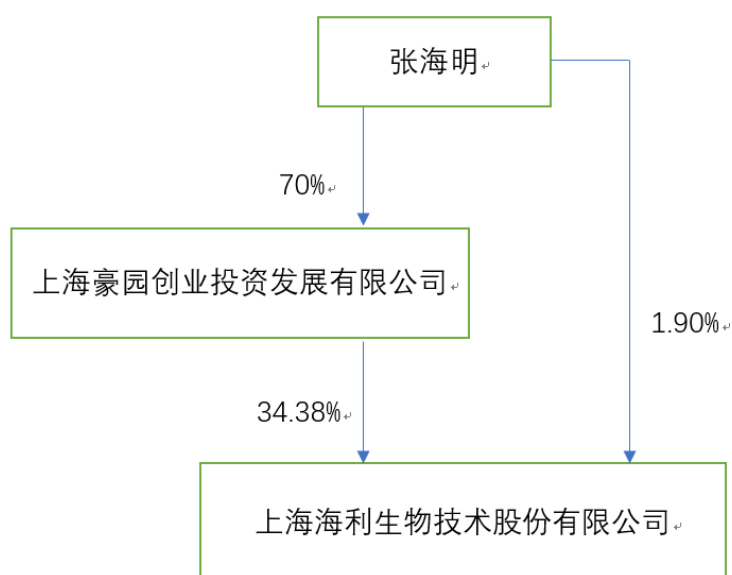 张海明
70%
上海豪园创业投资发展有限公司
1.90%
34.38%
上海海利生物技术股份有限公司